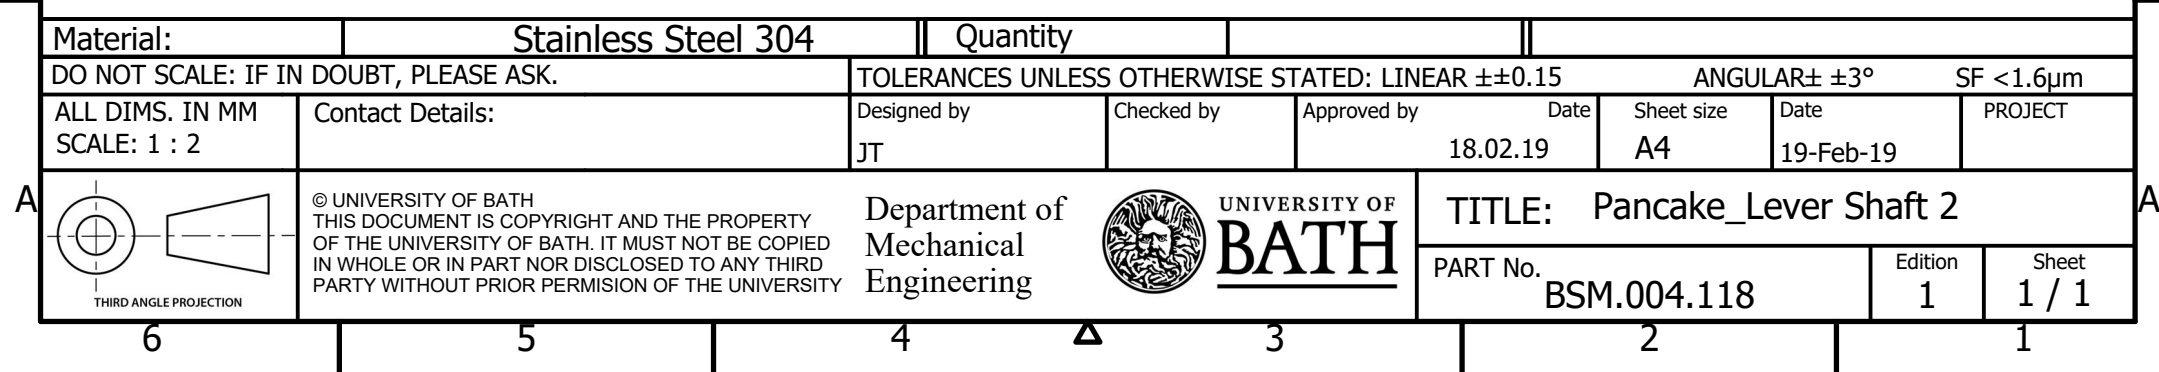 Material: Stainless Steel 304 Quantity
DO NOT SCALE: IF IN DOUBT, PLEASE ASK. TOLERANCES UNLESS OTHERWISE STATED: LINEAR ±±0.15 ANGULAR± ±3° SF <1.6µm
ALL DIMS. IN MM
SCALE: 1 : 2
Contact Details:
Designed by
JT
Checked by
Approved by Date
18.02.19
Sheet size
A4
Date
19-Feb-19
PROJECT
A
THIRD ANGLE PROJECTION
© UNIVERSITY OF BATH
THIS DOCUMENT IS COPYRIGHT AND THE PROPERTY
OF THE UNIVERSITY OF BATH. IT MUST NOT BE COPIED
IN WHOLE OR IN PART NOR DISCLOSED TO ANY THIRD
PARTY WITHOUT PRIOR PERMISION OF THE UNIVERSITY
Department of
Mechanical
Engineering
UNIVERSITY OF
BATH
TITLE: Pancake_Lever Shaft 2
PART No.
BSM.004.118
Edition
1
Sheet
1 / 1
A
6 5 4 3 2 1